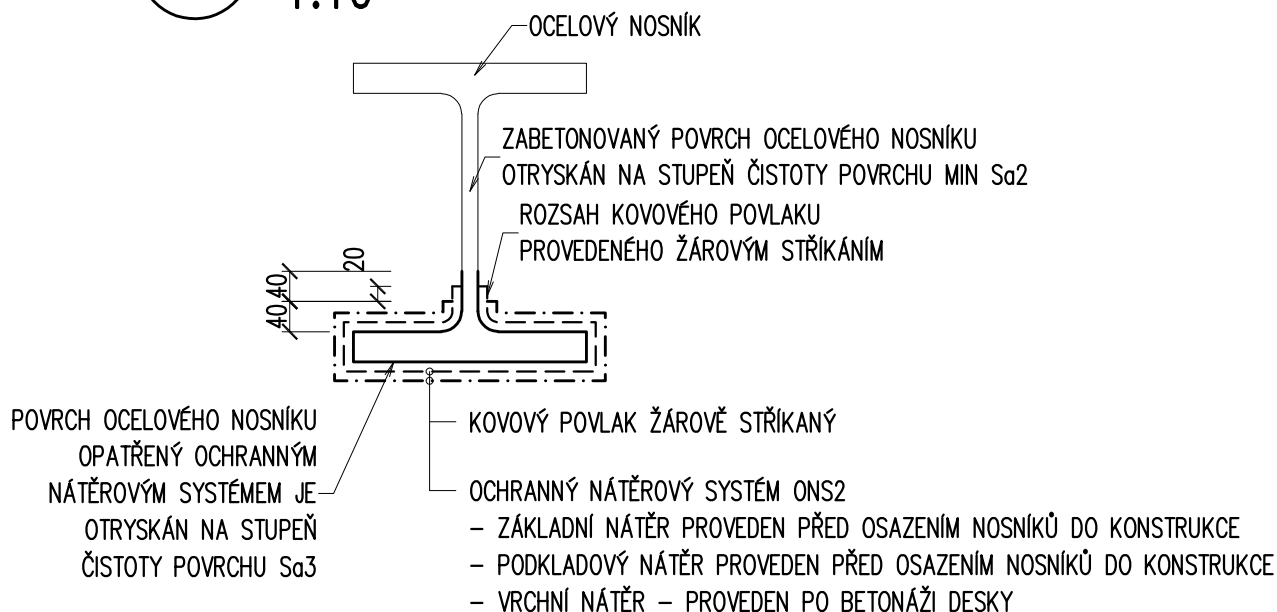 OCELOVÝ NOSNÍK
ZABETONOVANÝ POVRCH OCELOVÉHO NOSNÍKU
OTRYSKÁN NA STUPEŇ ČISTOTY POVRCHU MIN Sa2
ROZSAH KOVOVÉHO POVLAKU
PROVEDENÉHO ŽÁROVÝM STŘÍKÁNÍM
20
40
40
POVRCH OCELOVÉHO NOSNÍKU
OPATŘENÝ OCHRANNÝM
NÁTĚROVÝM SYSTÉMEM JE
OTRYSKÁN NA STUPEŇ
ČISTOTY POVRCHU Sa3
KOVOVÝ POVLAK ŽÁROVĚ STŘÍKANÝ
OCHRANNÝ NÁTĚROVÝ SYSTÉM ONS2
– ZÁKLADNÍ NÁTĚR PROVEDEN PŘED OSAZENÍM NOSNÍKŮ DO KONSTRUKCE
– PODKLADOVÝ NÁTĚR PROVEDEN PŘED OSAZENÍM NOSNÍKŮ DO KONSTRUKCE
– VRCHNÍ NÁTĚR – PROVEDEN PO BETONÁŽI DESKY